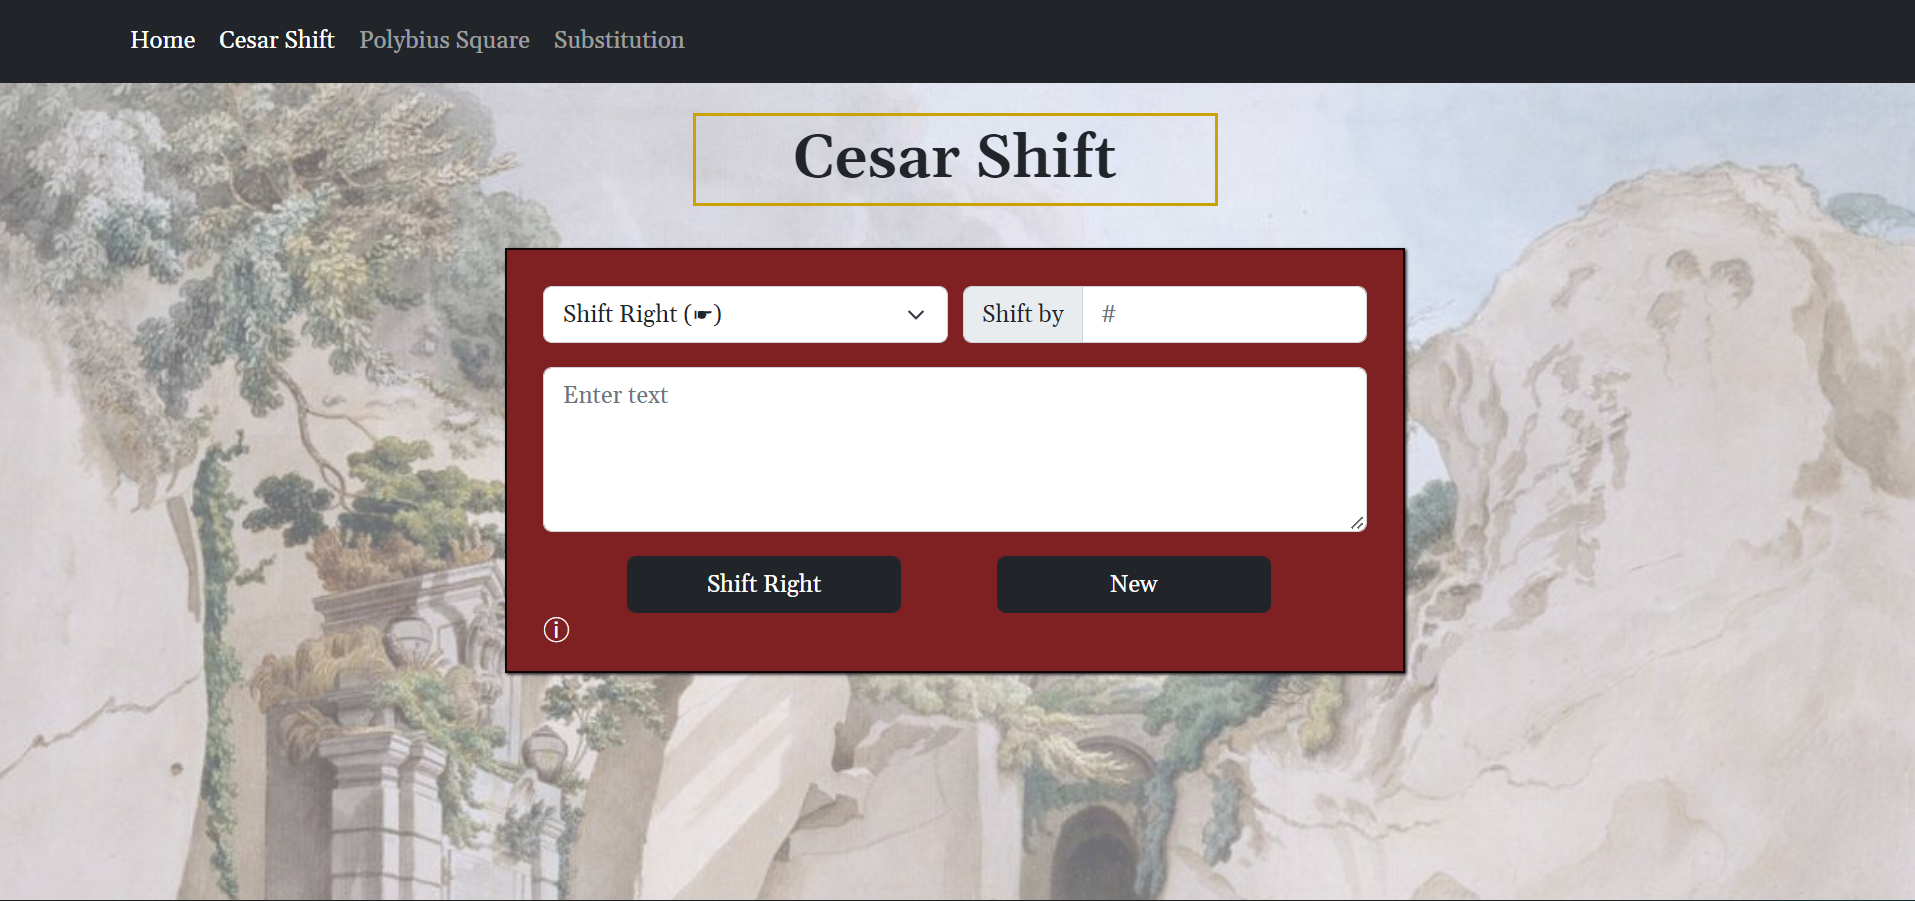 Home Cesar Shift Polybius Square Substitution
Cesar Shift
Shift Right (☛) Shift by #
Enter text
Shift Right New